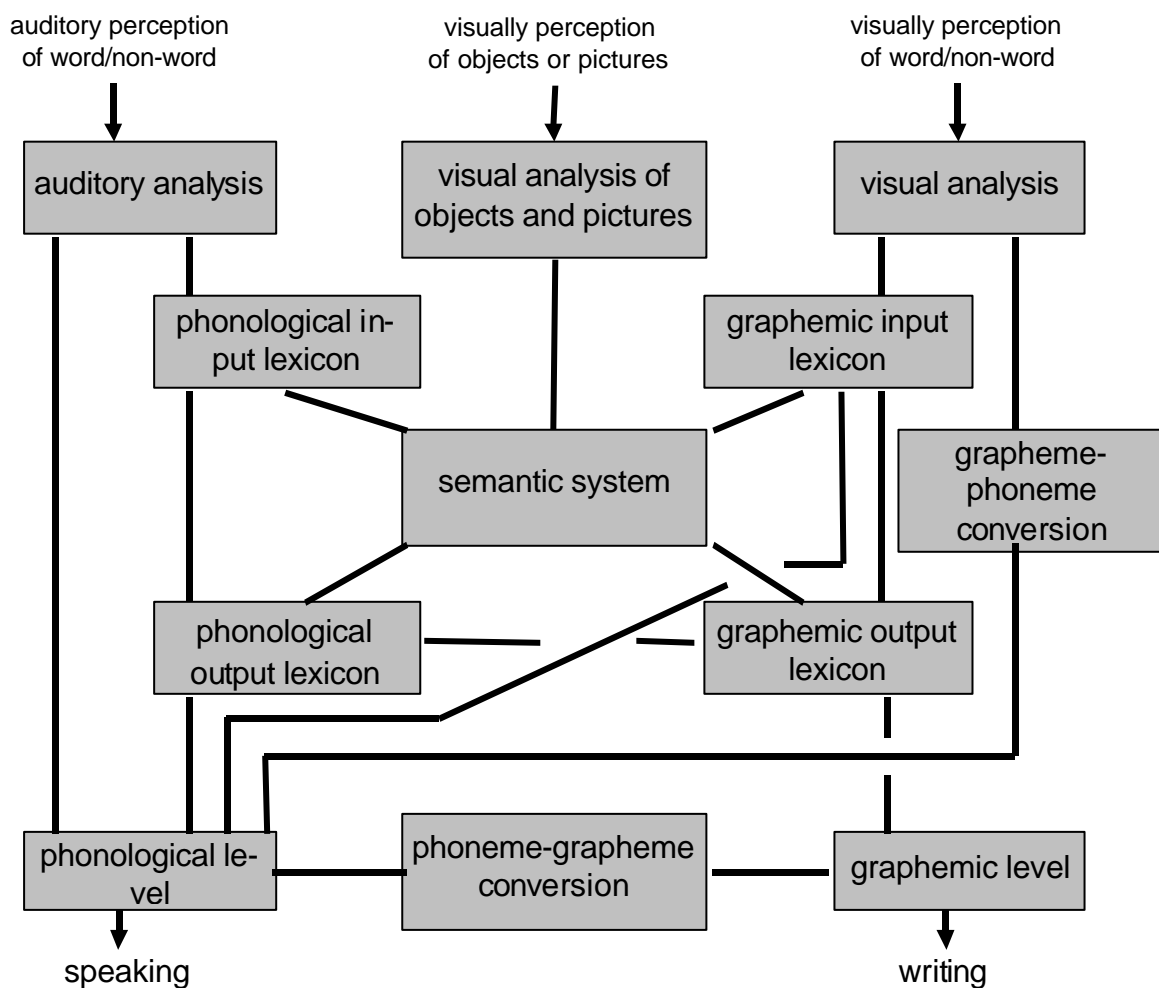 auditory perception
of word/non-word
visually perception
of objects or pictures
visually perception
of word/non-word
auditory analysis
visual analysis of
objects and pictures
visual analysis
phonological in-
put lexicon
graphemic input
lexicon
semantic system
grapheme-
phoneme
conversion
phonological
output lexicon
graphemic output
lexicon
phonological le-
vel
phoneme-grapheme
conversion
graphemic level
speaking
writing